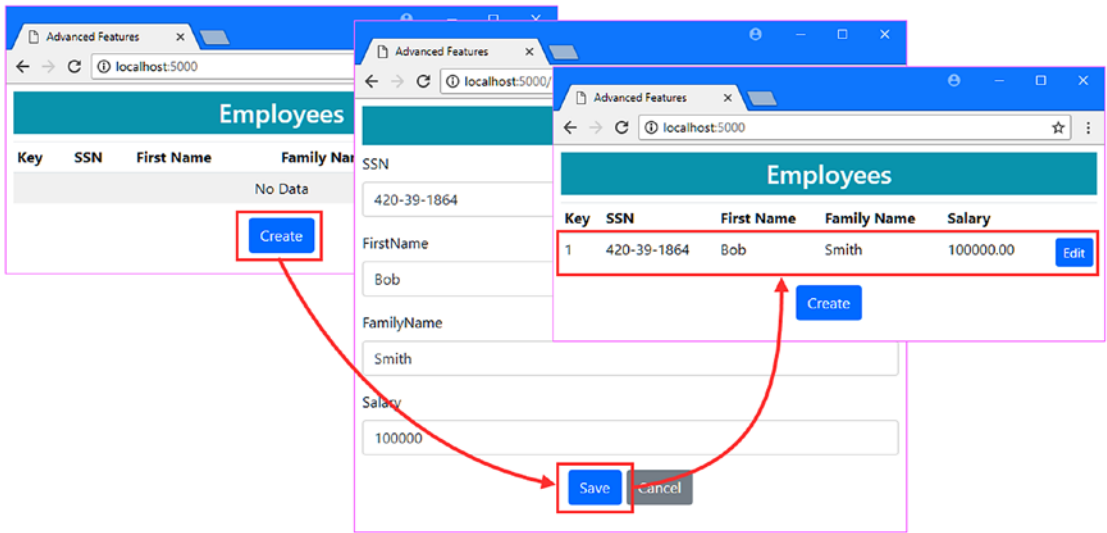 Advanced Features
localhost:5000
Employees
Key SSN First Name Family Nar
No Data
Create
Advanced Features
localhost:5000/
SSN
420-39-1864
FirstName
Bob
FamilyName
Smith
Salary
100000
Save Cancel
Advanced Features
localhost:5000
Employees
Key SSN First Name Family Name Salary
1 420-39-1864 Bob Smith 100000.00 Edit
Create